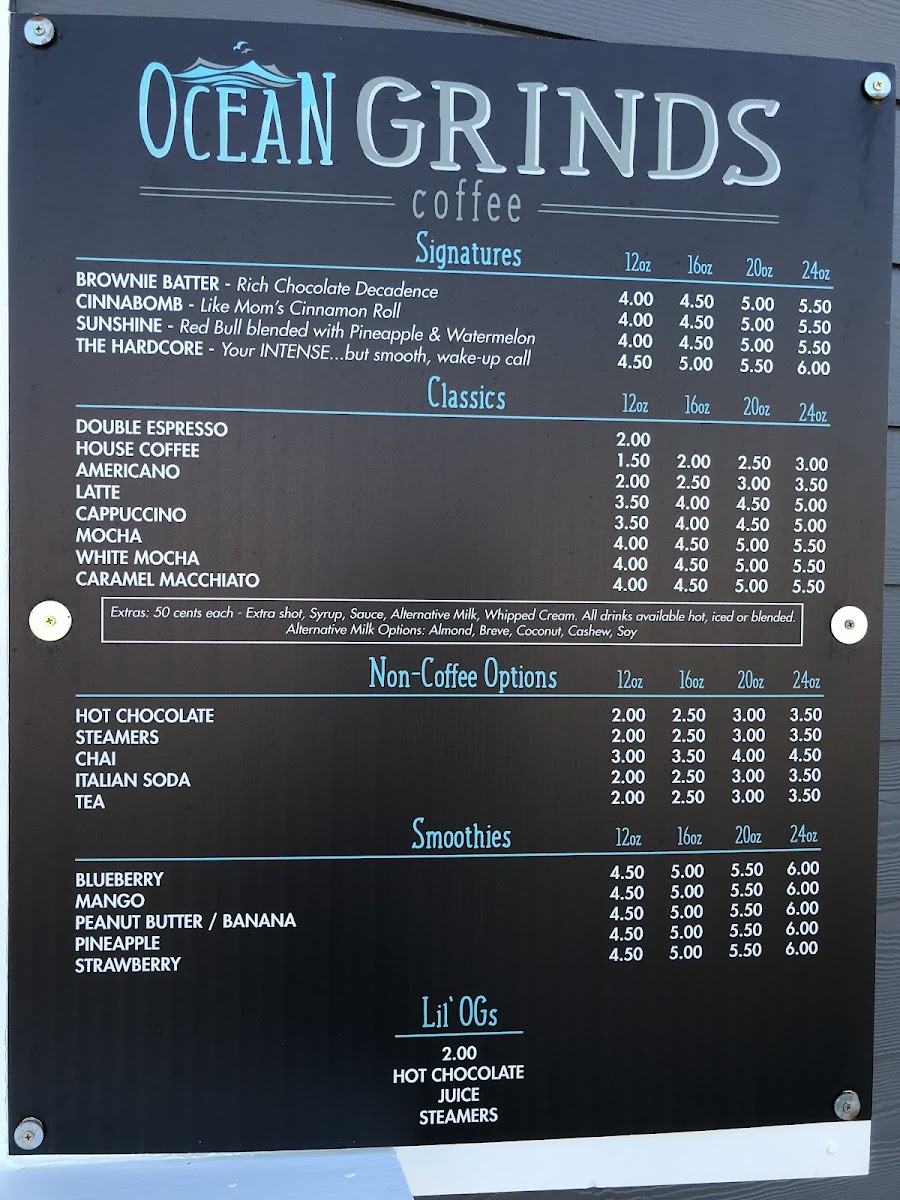 OCEAN GRINDS
coffee
Signatures 12oz 16oz 20oz 24oz
BROWNIE BATTER - Rich Chocolate Decadence 4.00 4.50 5.00 5.50
CINNABOMB - Like Mom's Cinnamon Roll 4.00 4.50 5.00 5.50
SUNSHINE - Red Bull blended with Pineapple & Watermelon 4.00 4.50 5.00 5.50
THE HARDCORE - Your INTENSE...but smooth, wake-up call 4.50 5.00 5.50 6.00
Classics 12oz 16oz 20oz 24oz
DOUBLE ESPRESSO 2.00
HOUSE COFFEE 1.50 2.00 2.50 3.00
AMERICANO 2.00 2.50 3.00 3.50
LATTE 3.50 4.00 4.50 5.00
CAPPUCCINO 3.50 4.00 4.50 5.00
MOCHA 4.00 4.50 5.00 5.50
WHITE MOCHA 4.00 4.50 5.00 5.50
CARAMEL MACCHIATO 4.00 4.50 5.00 5.50
Extras: 50 cents each - Extra shot, Syrup, Sauce, Alternative Milk, Whipped Cream. All drinks available hot, iced or blended.
Alternative Milk Options: Almond, Breve, Coconut, Cashew, Soy
Non-Coffee Options 12oz 16oz 20oz 24oz
HOT CHOCOLATE 2.00 2.50 3.00 3.50
STEAMERS 2.00 2.50 3.00 3.50
CHAI 3.00 3.50 4.00 4.50
ITALIAN SODA 2.00 2.50 3.00 3.50
TEA 2.00 2.50 3.00 3.50
Smoothies 12oz 16oz 20oz 24oz
BLUEBERRY 4.50 5.00 5.50 6.00
MANGO 4.50 5.00 5.50 6.00
PEANUT BUTTER / BANANA 4.50 5.00 5.50 6.00
PINEAPPLE 4.50 5.00 5.50 6.00
STRAWBERRY 4.50 5.00 5.50 6.00
Lil' OGs
2.00
HOT CHOCOLATE
JUICE
STEAMERS